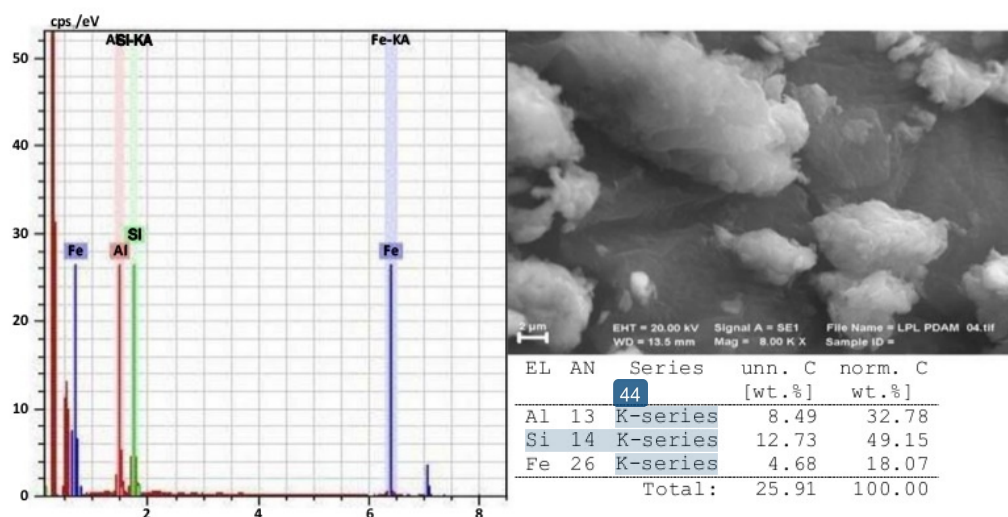 cps./eV
Al SI-KA Fe-KA
50
40
30
20
10
0
Fe Al SI Fe
2 4 6 8
2 µm
EHT = 20.00 kV Signal A = SE1 File Name = LPL PDAM 04.tif
WD = 13.5 mm Mag = 8.00 K X Sample ID =
EL AN Series unn. C norm. C
44 [wt.%] wt.%]
Al 13 K-series 8.49 32.78
Si 14 K-series 12.73 49.15
Fe 26 K-series 4.68 18.07
Total: 25.91 100.00